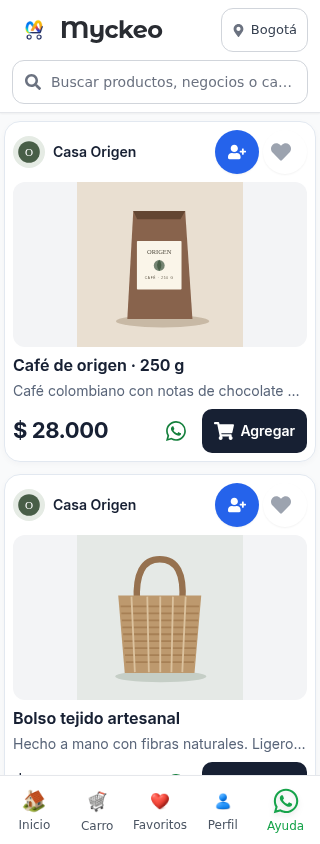 Myckeo
Bogotá
Buscar productos, negocios o ca...
O
Casa Origen
ORIGEN
CAFÉ · 250 G
Café de origen · 250 g
Café colombiano con notas de chocolate ...
$ 28.000
Agregar
O
Casa Origen
Bolso tejido artesanal
Hecho a mano con fibras naturales. Ligero...
Inicio
Carro
Favoritos
Perfil
Ayuda